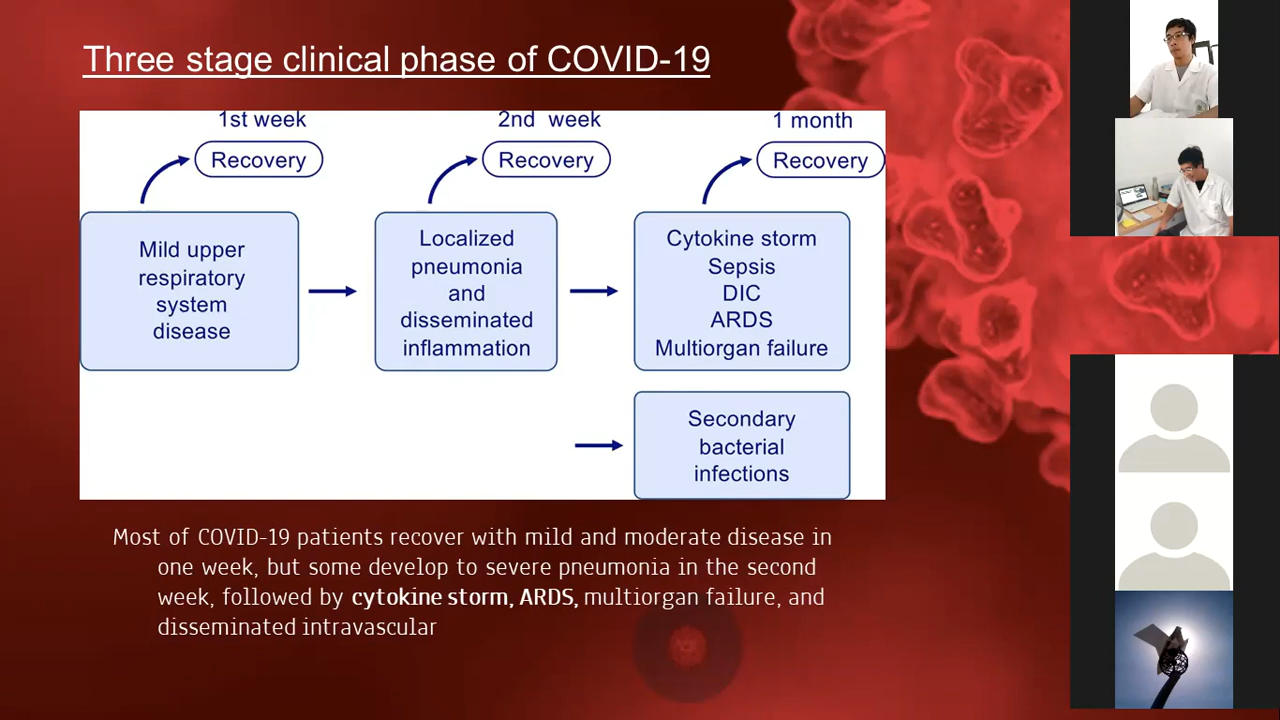 Three stage clinical phase of COVID-19
1st week
2nd  week
1 month
Recovery
Recovery
Recovery
Mild upper
respiratory
system
disease
Localized
pneumonia
and
disseminated
inflammation
Cytokine storm
Sepsis
DIC
ARDS
Multiorgan failure
Secondary
bacterial
infections
Most of COVID-19 patients recover with mild and moderate disease in
one week, but some develop to severe pneumonia in the second
week, followed by cytokine storm, ARDS, multiorgan failure, and
disseminated intravascular